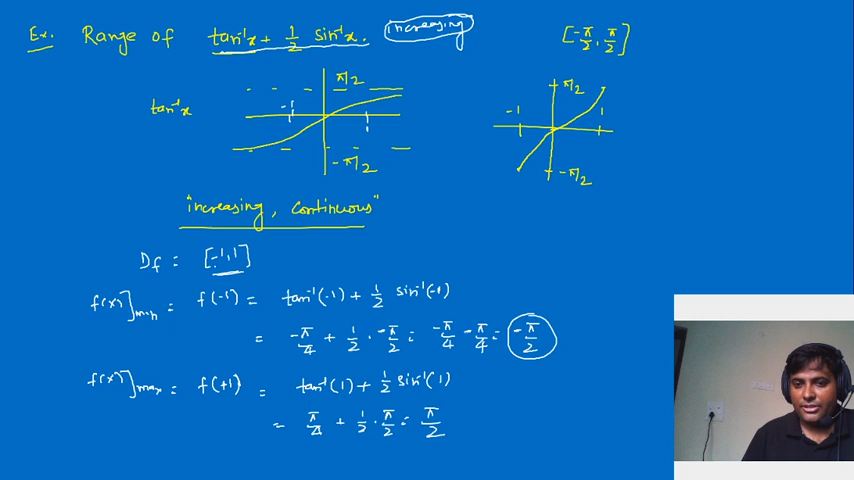 Ex. Range of tan⁻¹x + 1/2 sin⁻¹x. increasing [-π/2, π/2]
π/2 π/2
tan⁻¹x -1 1 -1 1
-π/2 -π/2
"increasing, continuous"
Df = [-1,1]
f(x)]min = f(-1) = tan⁻¹(-1) + 1/2 sin⁻¹(-1)
= -π/4 + 1/2 · -π/2 = -π/4 - π/4 = -π/2
f(x)]max = f(+1) = tan⁻¹(1) + 1/2 sin⁻¹(1)
= π/4 + 1/2 · π/2 = π/2